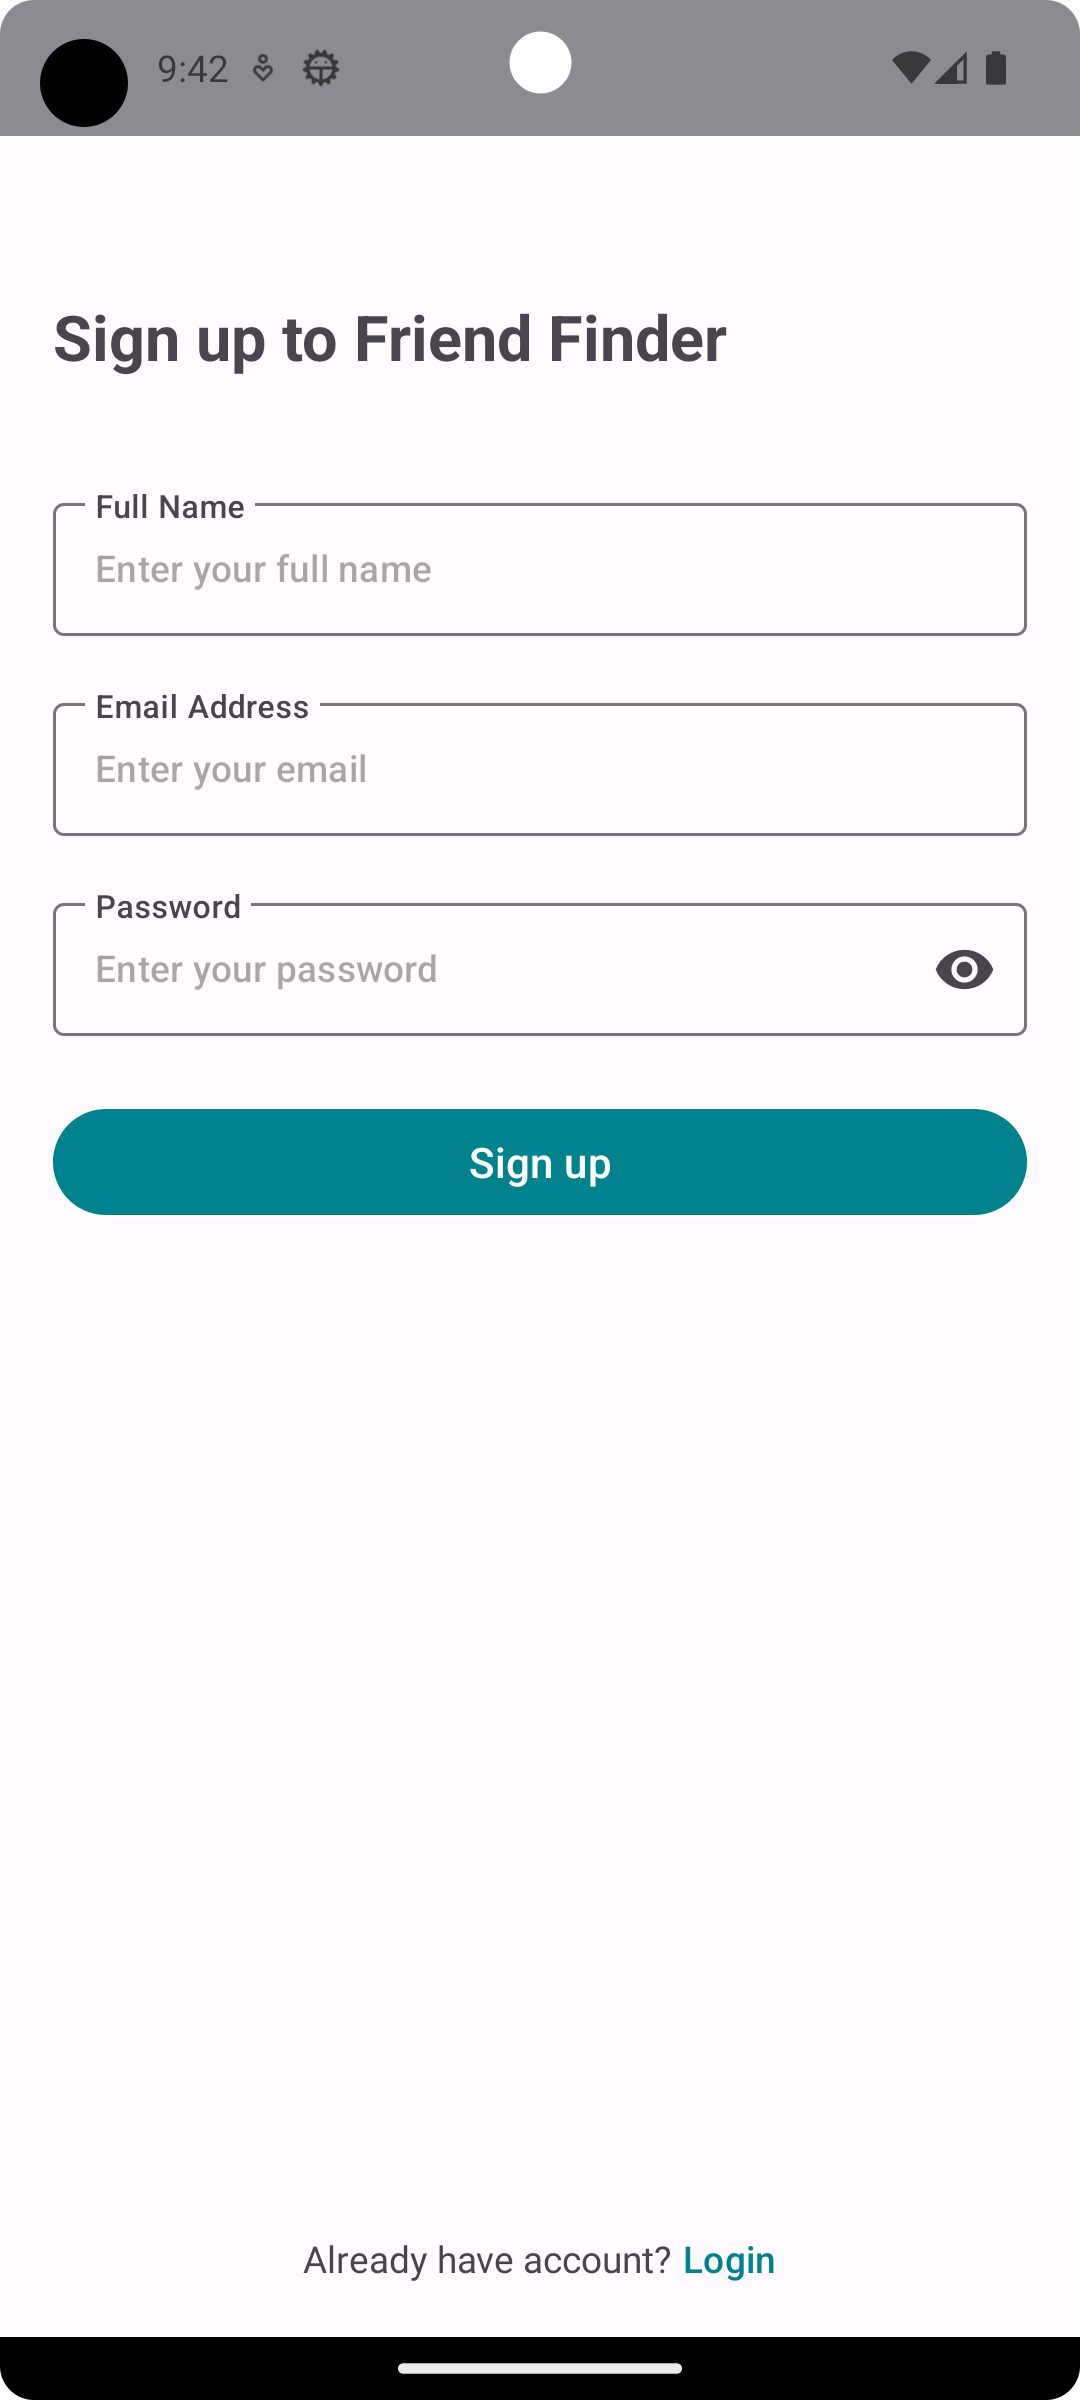 9:42
Sign up to Friend Finder
Full Name
Enter your full name
Email Address
Enter your email
Password
Enter your password
Sign up
Already have account? Login